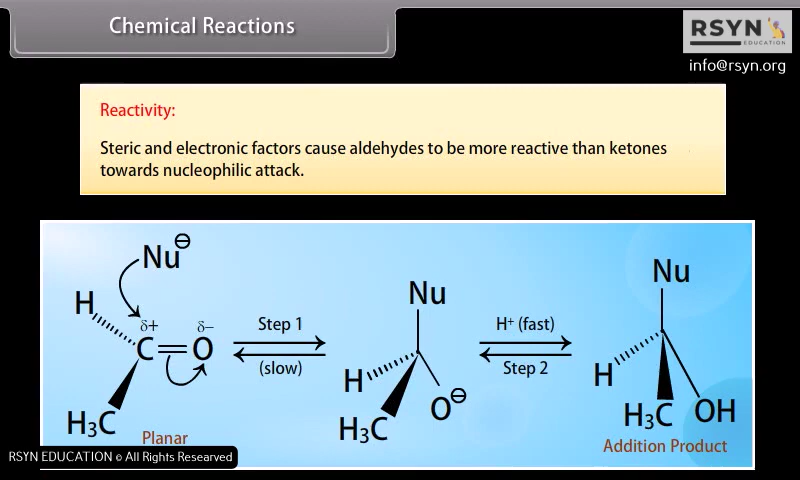 Chemical Reactions
RSYN
EDUCATION
info@rsyn.org
Reactivity:
Steric and electronic factors cause aldehydes to be more reactive than ketones
towards nucleophilic attack.
Nu⊖
H
δ+ δ−
C=O
H₃C
Planar
Step 1
(slow)
Nu
H
O⊖
H₃C
H⁺ (fast)
Step 2
Nu
H
H₃C OH
Addition Product
RSYN EDUCATION © All Rights Researved